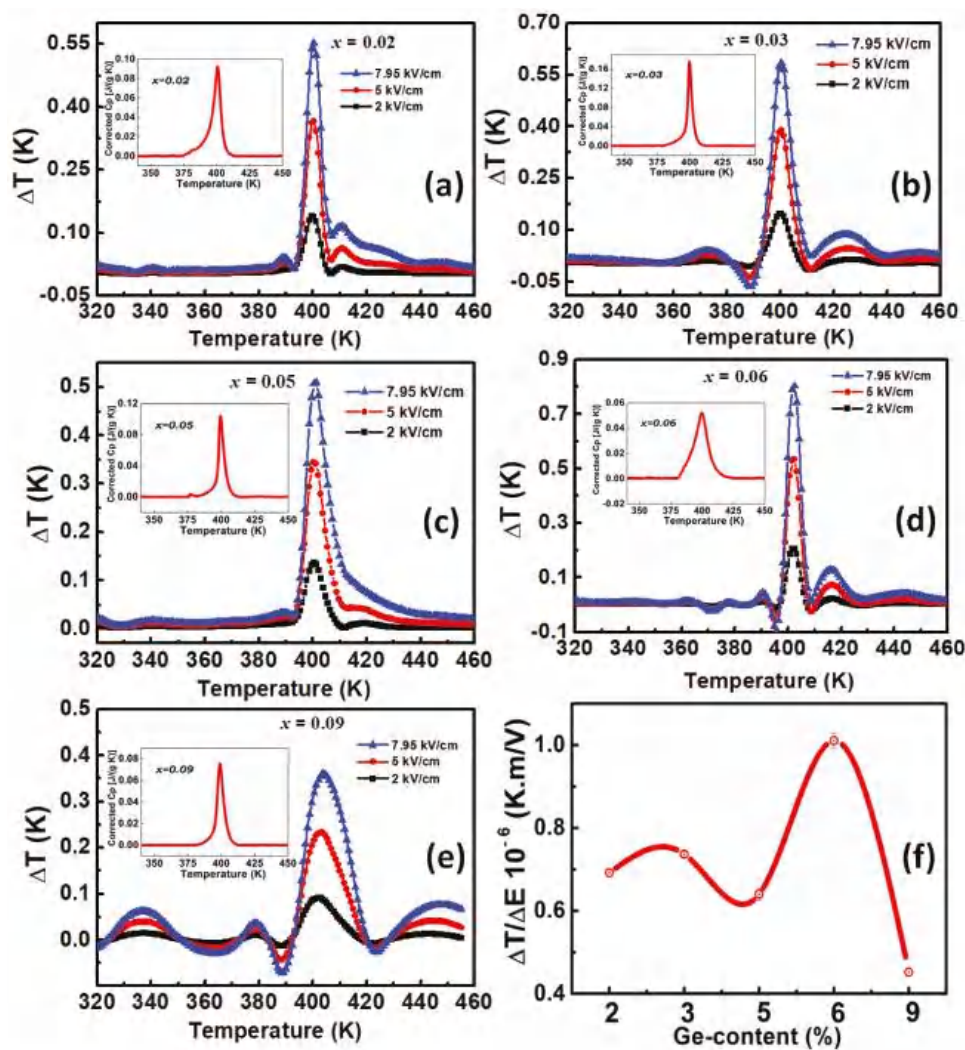 x = 0.02
7.95 kV/cm
5 kV/cm
2 kV/cm
ΔT (K)
0.55
0.40
0.25
0.10
-0.05
320 340 360 380 400 420 440 460
Temperature (K)
(a)
x=0.02
Corrected Cp [J/(g K)]
0.10
0.08
0.06
0.04
0.02
0.00
350 375 400 425 450
Temperature (K)
x = 0.03
7.95 kV/cm
5 kV/cm
2 kV/cm
ΔT (K)
0.70
0.55
0.40
0.25
0.10
-0.05
320 340 360 380 400 420 440 460
Temperature (K)
(b)
x=0.03
Corrected Cp [J/(g K)]
0.16
0.12
0.08
0.04
0.00
350 375 400 425 450
Temperature (K)
x = 0.05
7.95 kV/cm
5 kV/cm
2 kV/cm
ΔT (K)
0.5
0.4
0.3
0.2
0.1
0.0
320 340 360 380 400 420 440 460
Temperature (K)
(c)
x=0.05
Corrected Cp [J/(g K)]
0.12
0.08
0.04
0.00
350 375 400 425 450
Temperature (K)
x = 0.06
7.95 kV/cm
5 kV/cm
2 kV/cm
ΔT (K)
0.9
0.7
0.5
0.3
0.1
-0.1
320 340 360 380 400 420 440 460
Temperature (K)
(d)
x=0.06
Corrected Cp [J/(g K)]
0.06
0.04
0.02
0.00
-0.02
350 375 400 425 450
Temperature (K)
x = 0.09
7.95 kV/cm
5 kV/cm
2 kV/cm
ΔT (K)
0.5
0.4
0.3
0.2
0.1
0.0
320 340 360 380 400 420 440 460
Temperature (K)
(e)
x=0.09
Corrected Cp [J/(g K)]
0.08
0.06
0.04
0.02
0.00
350 375 400 425 450
Temperature (K)
ΔT/ΔE 10⁻⁶ (K.m/V)
1.0
0.8
0.6
0.4
2 3 5 6 9
Ge-content (%)
(f)